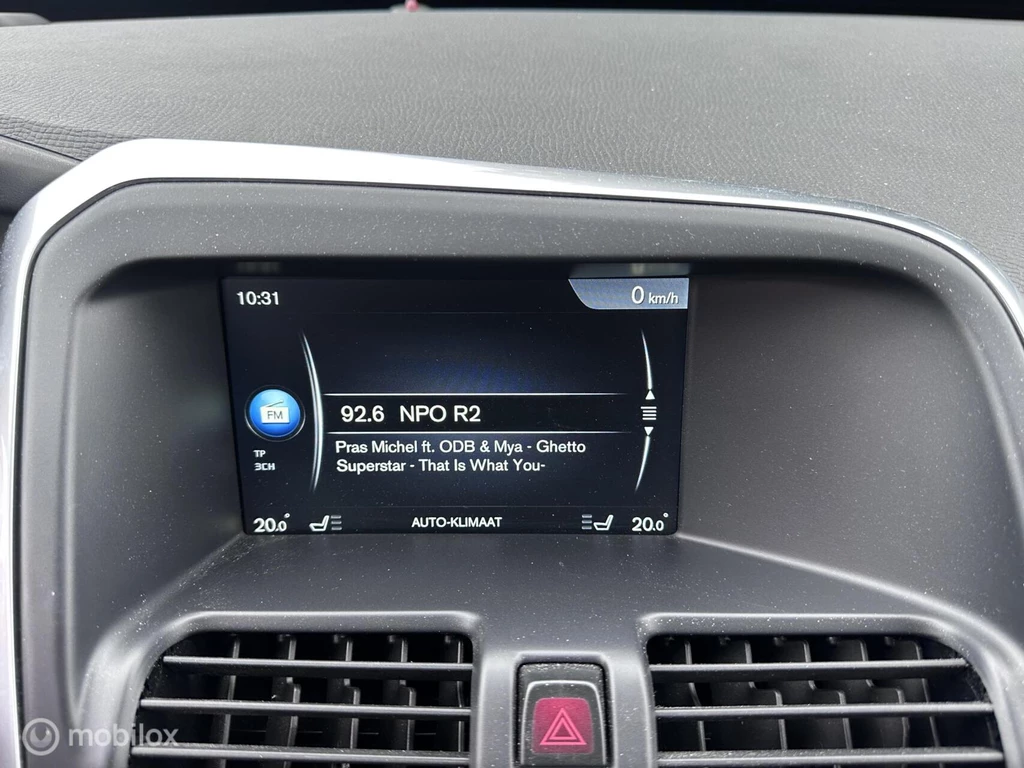 10:31
0 km/h
FM
92.6 NPO R2
TP
3CH
Pras Michel ft. ODB & Mya - Ghetto
Superstar - That Is What You-
20.0° AUTO-KLIMAAT 20.0°
mobilox